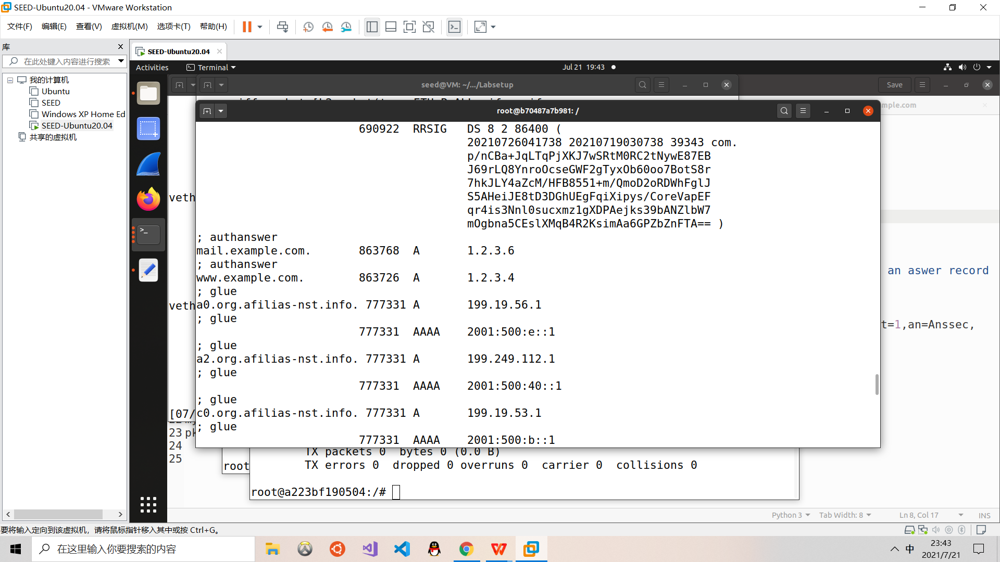 SEED-Ubuntu20.04 - VMware Workstation
文件(F) 编辑(E) 查看(V) 虚拟机(M) 选项卡(T) 帮助(H)
库
在此处键入内容进行搜索
我的计算机
Ubuntu
SEED
Windows XP Home Ed
SEED-Ubuntu20.04
共享的虚拟机
SEED-Ubuntu20.04
Activities Terminal Jul 21 19:43
seed@VM: ~/.../Labsetup
Save
mple.com
root@b70487a7b981: /
690922 RRSIG DS 8 2 86400 (
20210726041738 20210719030738 39343 com.
p/nCBa+JqLTqPjXKJ7wSRtM0RC2tNywE87EB
J69rLQ8YnroOcseGWF2gTyxOb60oo7BotS8r
7hkJLY4aZcM/HFB8551+m/QmoD2oRDWhFglJ
S5AHeiJE8tD3DGhUEgFqiXipys/CoreVapEF
qr4is3Nnl0sucxmz1gXDPAejks39bANZlbW7
mOgbna5CEslXMqB4R2KsimAa6GPZbZnFTA== )
; authanswer
mail.example.com. 863768 A 1.2.3.6
; authanswer
www.example.com. 863726 A 1.2.3.4
; glue
a0.org.afilias-nst.info. 777331 A 199.19.56.1
; glue
777331 AAAA 2001:500:e::1
; glue
a2.org.afilias-nst.info. 777331 A 199.249.112.1
; glue
777331 AAAA 2001:500:40::1
; glue
c0.org.afilias-nst.info. 777331 A 199.19.53.1
; glue
777331 AAAA 2001:500:b::1
veth
veth
[07/
23 pk
24
25
an aswer record
t=1,an=Anssec,
root
TX packets 0 bytes 0 (0.0 B)
TX errors 0 dropped 0 overruns 0 carrier 0 collisions 0
root@a223bf190504:/#
Python 3 Tab Width: 8 Ln 8, Col 17 INS
要将输入定向到该虚拟机，请将鼠标指针移入其中或按 Ctrl+G。
在这里输入你要搜索的内容
中
23:43
2021/7/21